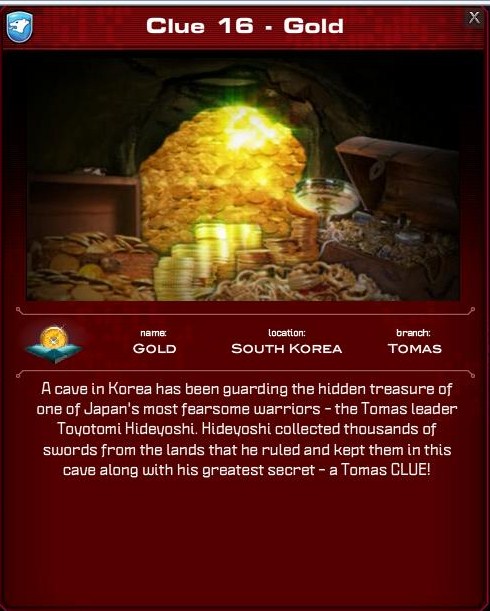 Clue 16 - Gold
X
name:
location:
branch:
Gold
South Korea
Tomas
A cave in Korea has been guarding the hidden treasure of
one of Japan's most fearsome warriors - the Tomas leader
Toyotomi Hideyoshi. Hideyoshi collected thousands of
swords from the lands that he ruled and kept them in this
cave along with his greatest secret - a Tomas CLUE!